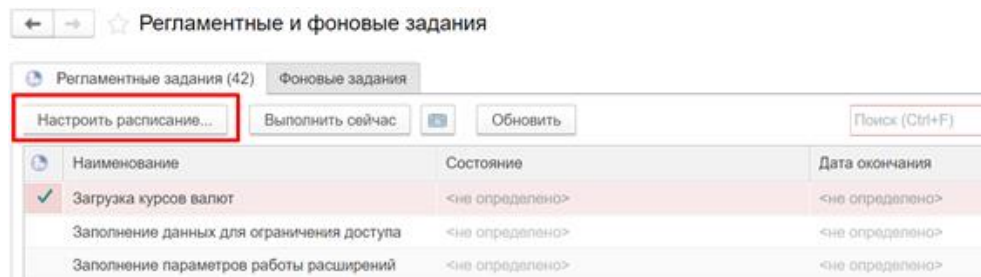 Регламентные и фоновые задания
Регламентные задания (42) Фоновые задания
Настроить расписание... Выполнить сейчас Обновить Поиск (Ctrl+F)
Наименование Состояние Дата окончания
Загрузка курсов валют <не определено> <не определено>
Заполнение данных для ограничения доступа <не определено> <не определено>
Заполнение параметров работы расширений <не определено> <не определено>